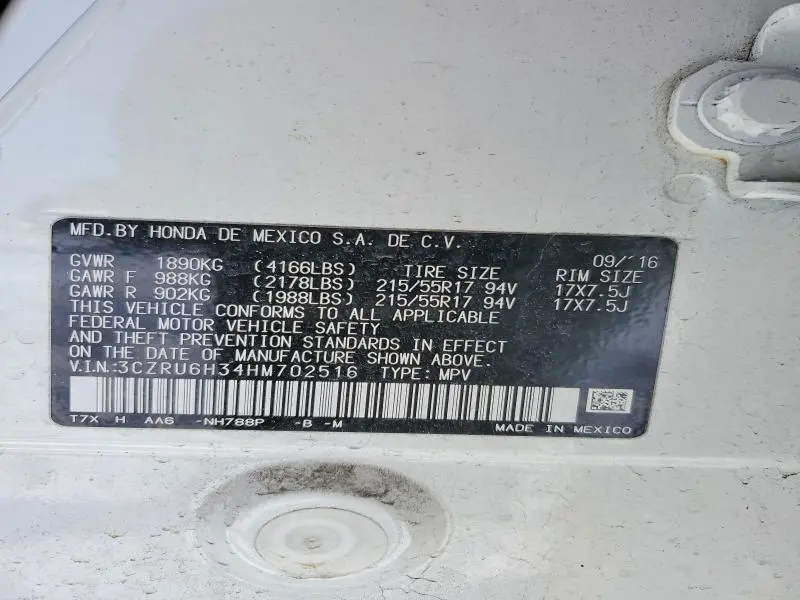 MFD.BY HONDA DE MEXICO S.A. DE C.V.
GVWR 1890KG (4166LBS) TIRE SIZE 09/'16 RIM SIZE
GAWR F 988KG (2178LBS) 215/55R17 94V 17X7.5J
GAWR R 902KG (1988LBS) 215/55R17 94V 17X7.5J
THIS VEHICLE CONFORMS TO ALL APPLICABLE
FEDERAL MOTOR VEHICLE SAFETY
AND THEFT PREVENTION STANDARDS IN EFFECT
ON THE DATE OF MANUFACTURE SHOWN ABOVE.
V.I.N.:3CZRU6H34HM702516 TYPE: MPV
T7X H AA6 -NH788P -B -M MADE IN MEXICO